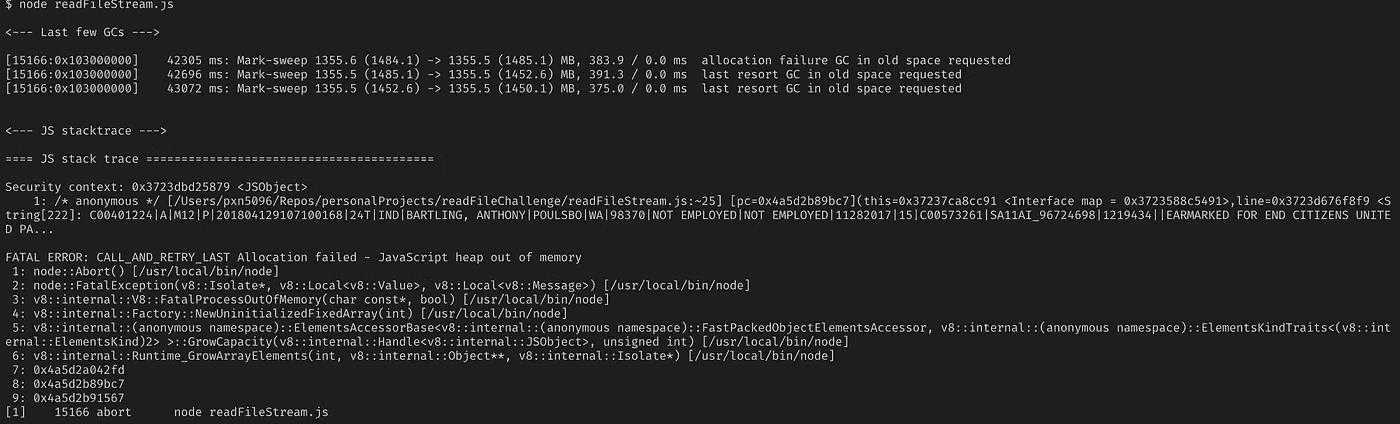 $ node readFileStream.js
<--- Last few GCs --->
[15166:0x103000000]    42305 ms: Mark-sweep 1355.6 (1484.1) -> 1355.5 (1485.1) MB, 383.9 / 0.0 ms  allocation failure GC in old space requested
[15166:0x103000000]    42696 ms: Mark-sweep 1355.5 (1485.1) -> 1355.5 (1452.6) MB, 391.3 / 0.0 ms  last resort GC in old space requested
[15166:0x103000000]    43072 ms: Mark-sweep 1355.5 (1452.6) -> 1355.5 (1450.1) MB, 375.0 / 0.0 ms  last resort GC in old space requested
<--- JS stacktrace --->
==== JS stack trace =========================================
Security context: 0x3723dbd25879 <JSObject>
    1: /* anonymous */ [/Users/pxn5096/Repos/personalProjects/readFileChallenge/readFileStream.js:~25] [pc=0x4a5d2b89bc7](this=0x37237ca8cc91 <Interface map = 0x3723588c5491>,line=0x3723d676f8f9 <S
tring[222]: C00401224|A|M12|P|201804129107100168|24T|IND|BARTLING, ANTHONY|POULSBO|WA|98370|NOT EMPLOYED|NOT EMPLOYED|11282017|15|C00573261|SA11AI_96724698|1219434||EARMARKED FOR END CITIZENS UNITE
D PA...
FATAL ERROR: CALL_AND_RETRY_LAST Allocation failed - JavaScript heap out of memory
 1: node::Abort() [/usr/local/bin/node]
 2: node::FatalException(v8::Isolate*, v8::Local<v8::Value>, v8::Local<v8::Message>) [/usr/local/bin/node]
 3: v8::internal::V8::FatalProcessOutOfMemory(char const*, bool) [/usr/local/bin/node]
 4: v8::internal::Factory::NewUninitializedFixedArray(int) [/usr/local/bin/node]
 5: v8::internal::(anonymous namespace)::ElementsAccessorBase<v8::internal::(anonymous namespace)::FastPackedObjectElementsAccessor, v8::internal::(anonymous namespace)::ElementsKindTraits<(v8::int
ernal::ElementsKind)2> >::GrowCapacity(v8::internal::Handle<v8::internal::JSObject>, unsigned int) [/usr/local/bin/node]
 6: v8::internal::Runtime_GrowArrayElements(int, v8::internal::Object**, v8::internal::Isolate*) [/usr/local/bin/node]
 7: 0x4a5d2a042fd
 8: 0x4a5d2b89bc7
 9: 0x4a5d2b91567
[1]    15166 abort      node readFileStream.js